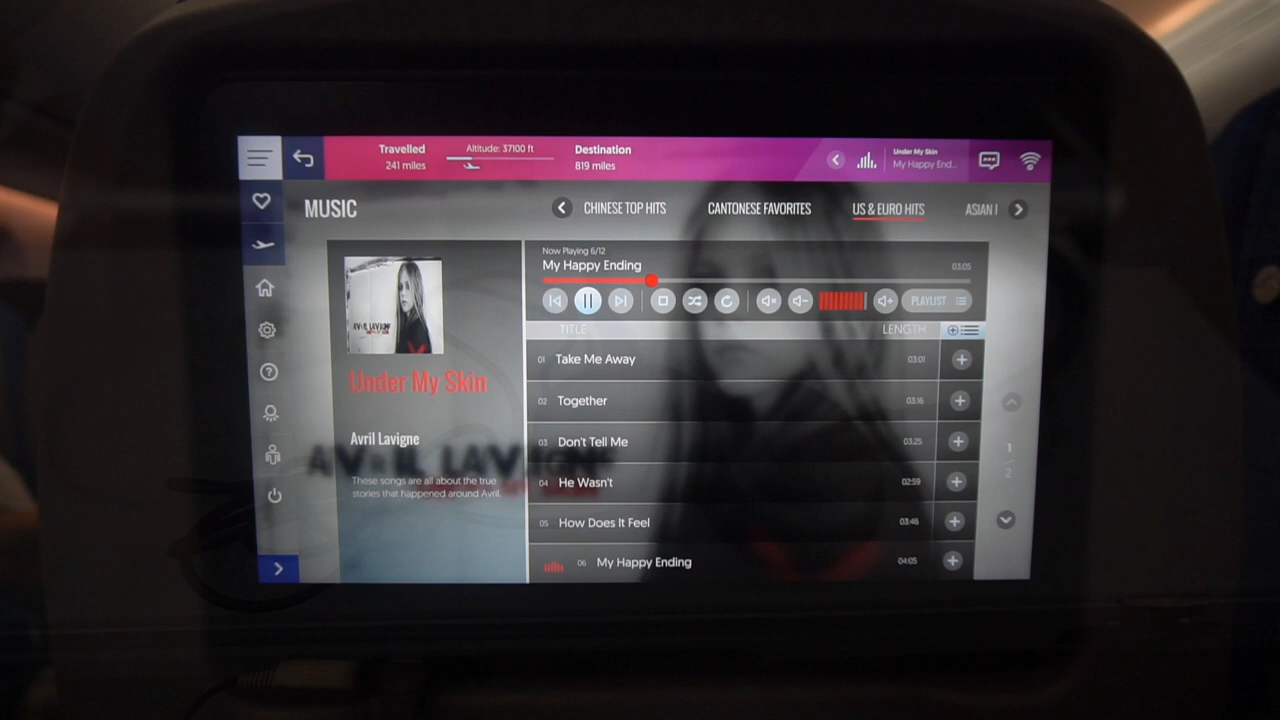 Travelled
241 miles
Altitude: 37100 ft
Destination
819 miles
Under My Skin
My Happy End...
MUSIC
CHINESE TOP HITS
CANTONESE FAVORITES
US & EURO HITS
ASIAN
Now Playing 6/12
My Happy Ending
03:05
PLAYLIST
AVRIL LAVIGNE
Under My Skin
Avril Lavigne
AVRIL LAVIGNE
These songs are all about the true
stories that happened around Avril.
TITLE LENGTH
01 Take Me Away 03:01
02 Together 03:16
03 Don't Tell Me 03:25
04 He Wasn't 02:59
05 How Does It Feel 03:46
06 My Happy Ending 04:05
1
2